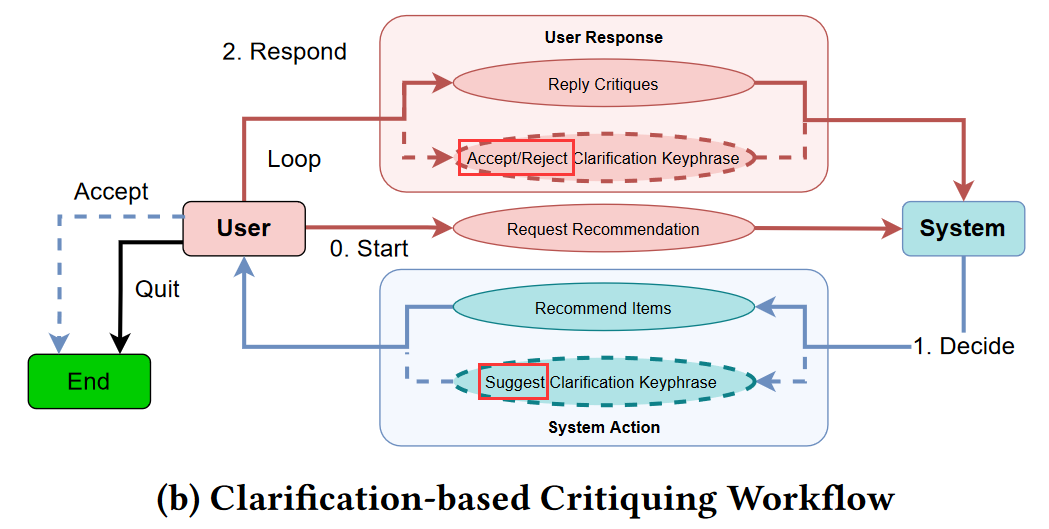 User Response
2. Respond
Reply Critiques
Loop
Accept/Reject Clarification Keyphrase
Accept
User
0. Start
Request Recommendation
System
Quit
Recommend Items
1. Decide
End
Suggest Clarification Keyphrase
System Action
(b) Clarification-based Critiquing Workflow